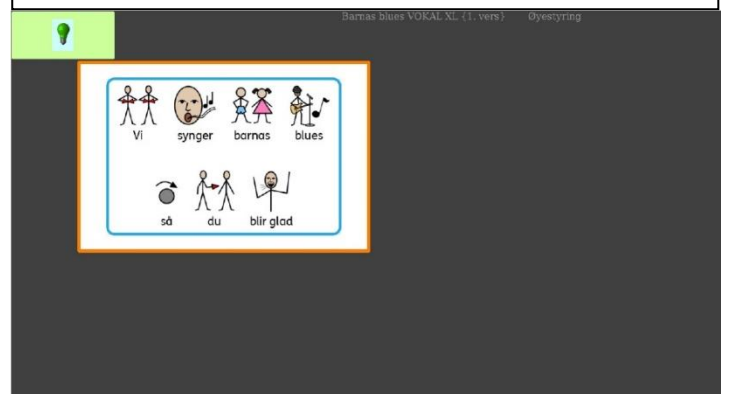 Barnas blues VOKAL XL {1. vers} Øyestyring
Vi synger barnas blues
så du blir glad